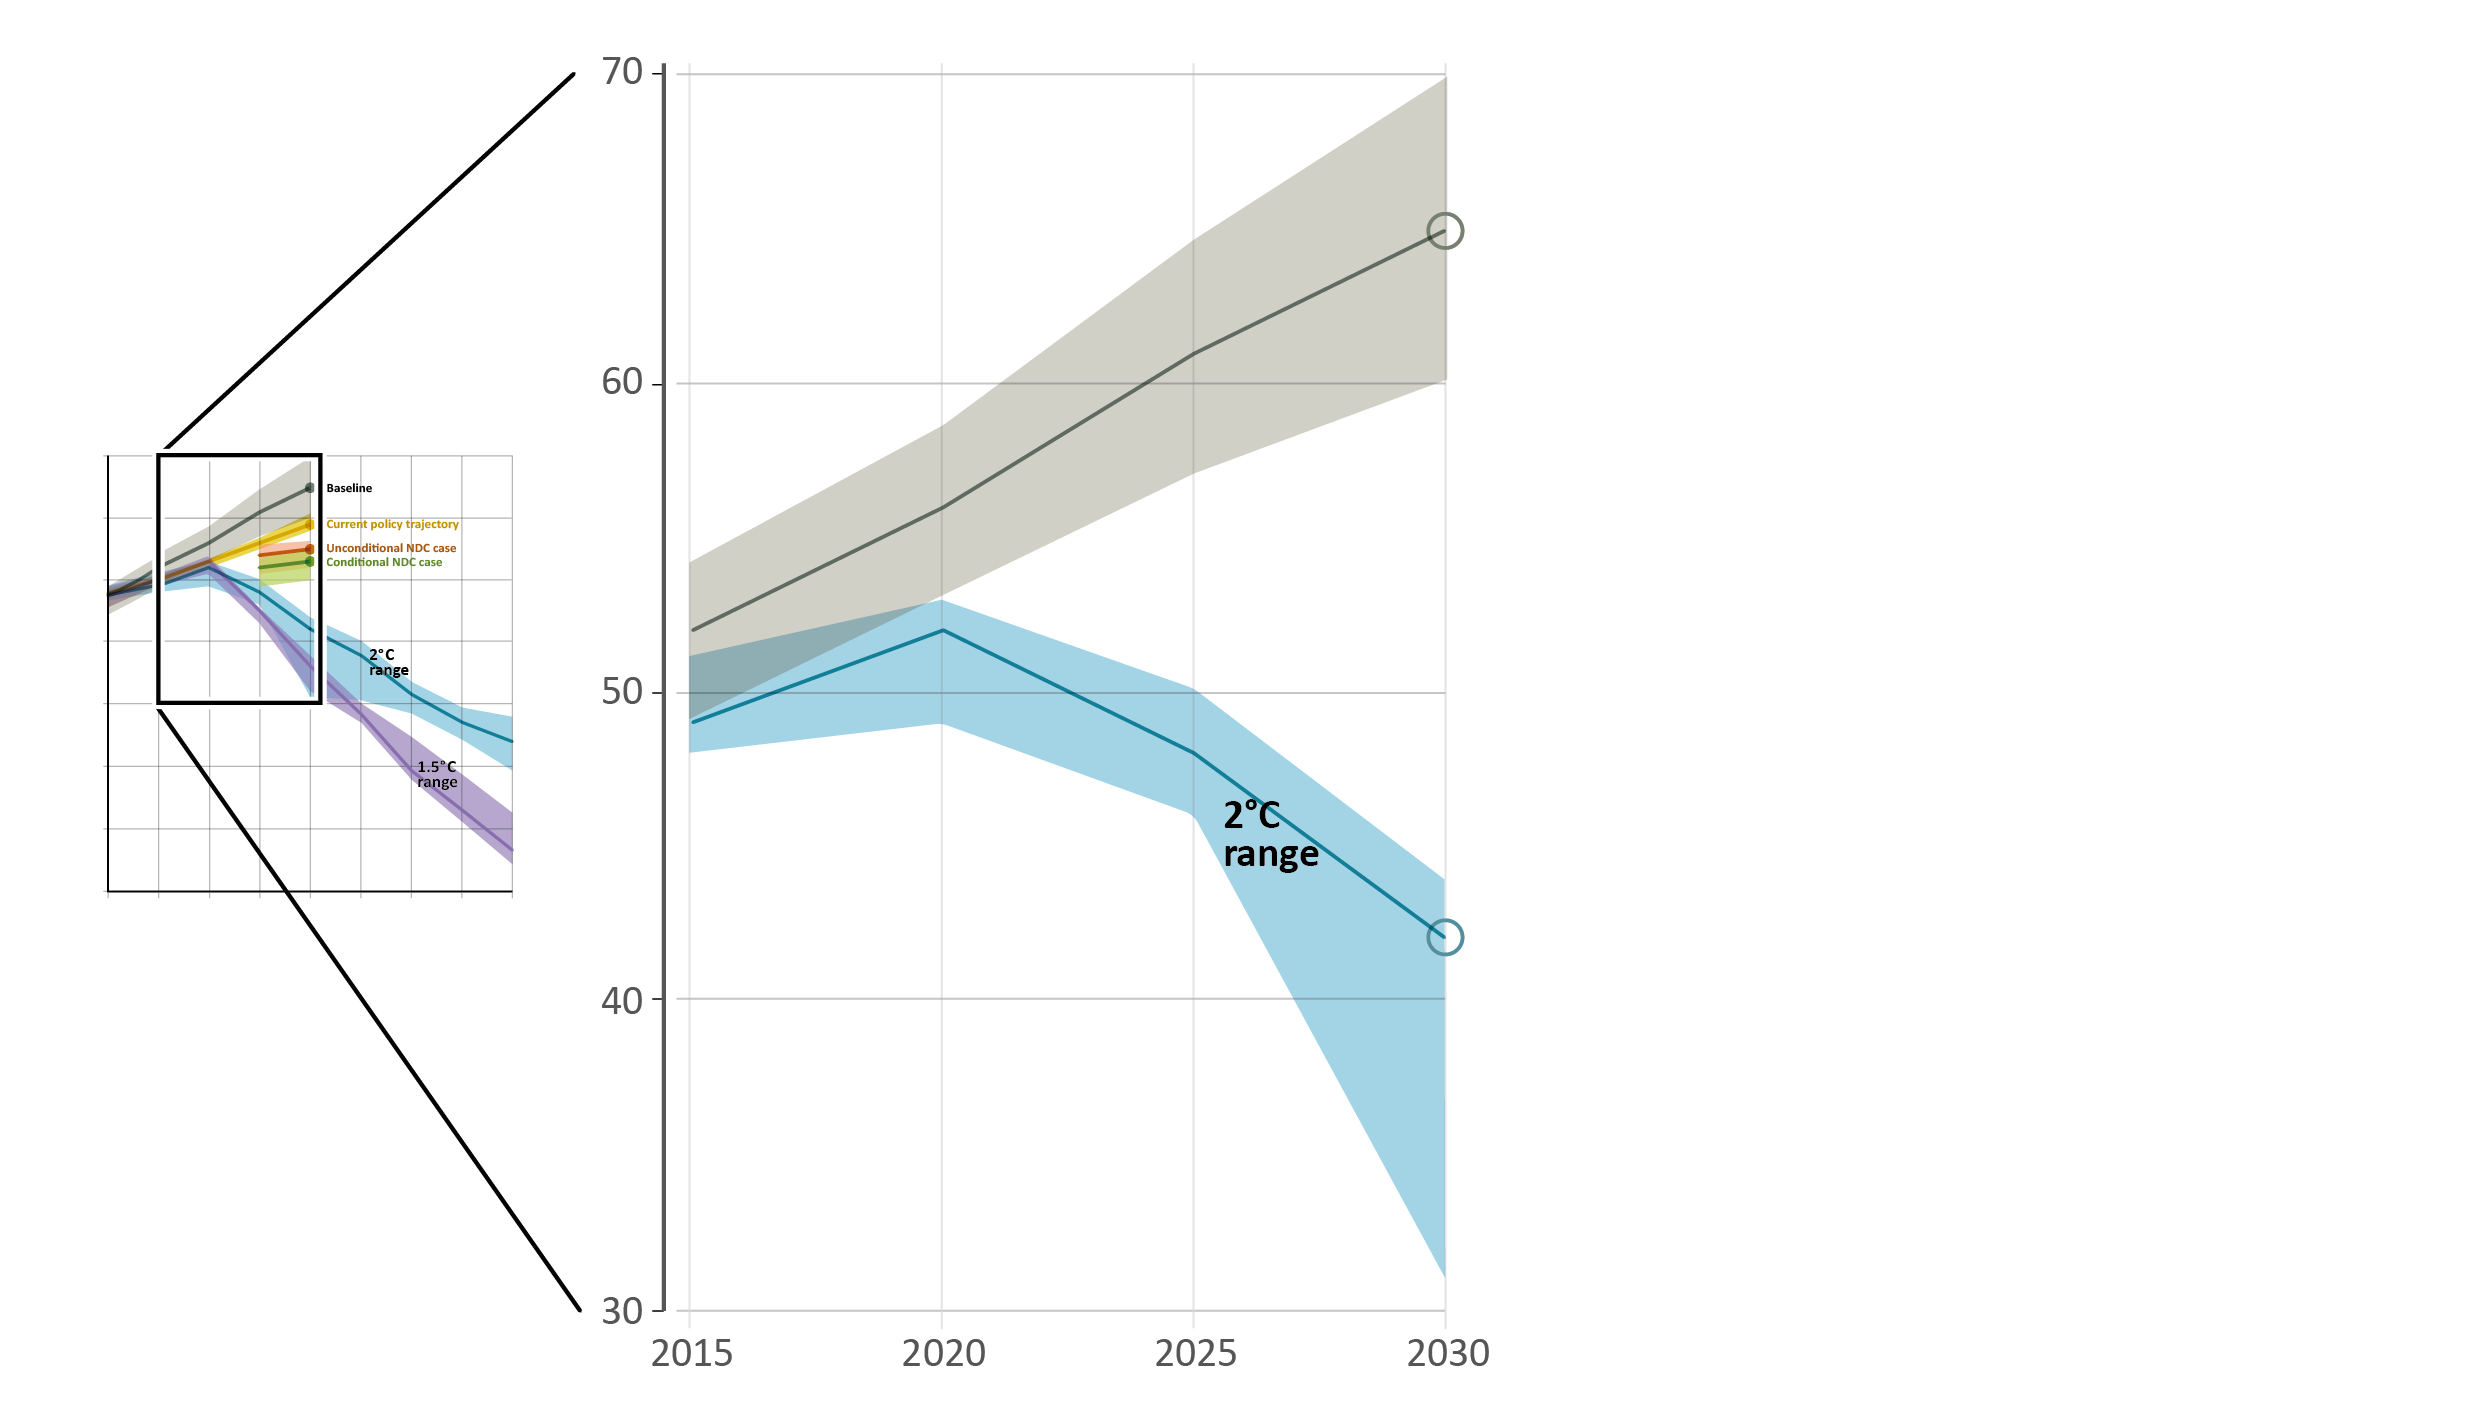 70
60
50
40
30
2015
2020
2025
2030
2°C
range
Baseline
Current policy trajectory
Unconditional NDC case
Conditional NDC case
2°C
range
1.5°C
range